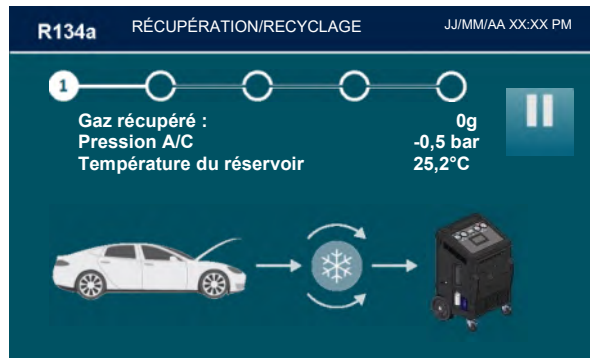 R134a RÉCUPÉRATION/RECYCLAGE JJ/MM/AA XX:XX PM
1
Gaz récupéré : 0g
Pression A/C -0,5 bar
Température du réservoir 25,2°C